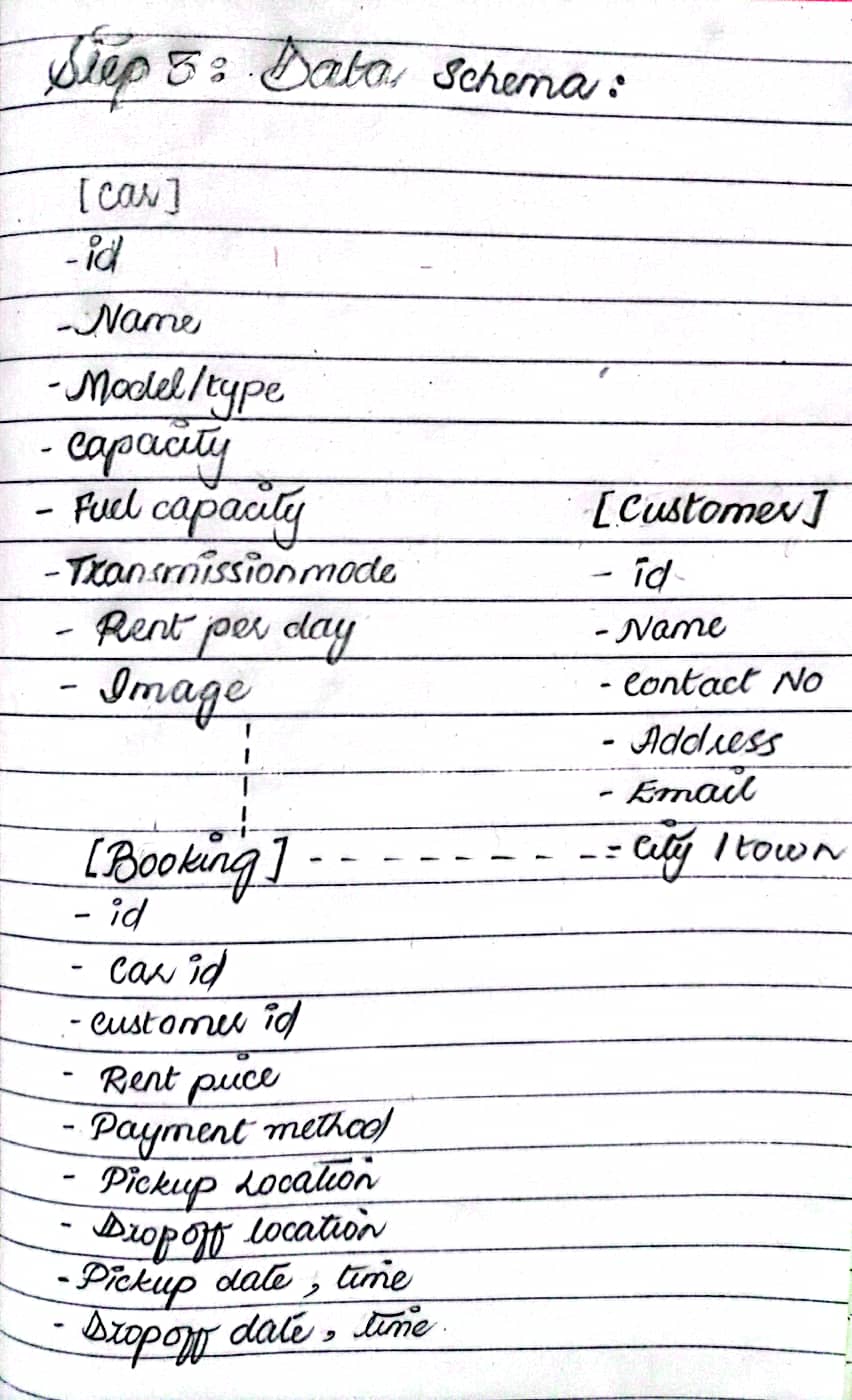 Step 3: Data Schema:
[Car]
-id
-Name
-Model/type
- capacity
- Fuel capacity
-Transmission mode
- Rent per day
- Image
[Customer]
- id
-Name
- contact No
- Address
- Email
- city / town
[Booking]
- id
- car id
-customer id
- Rent price
- Payment method
- Pickup Location
- Dropoff location
-Pickup date, time
- Dropoff date, time.